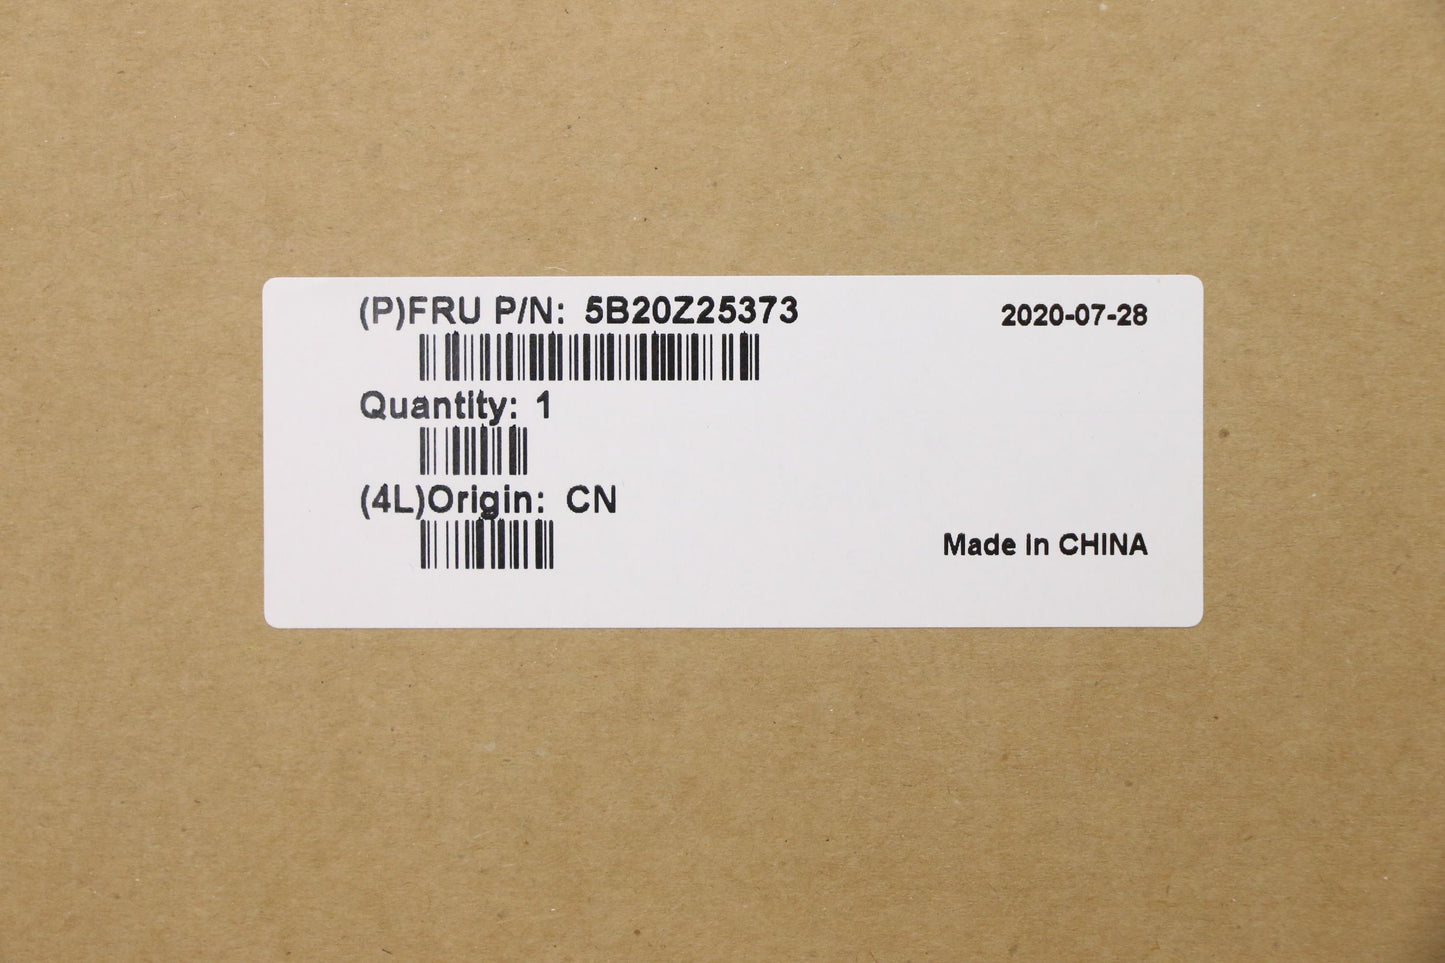 (P)FRU P/N: 5B20Z25373
2020-07-28
Quantity: 1
(4L)Origin: CN
Made In CHINA